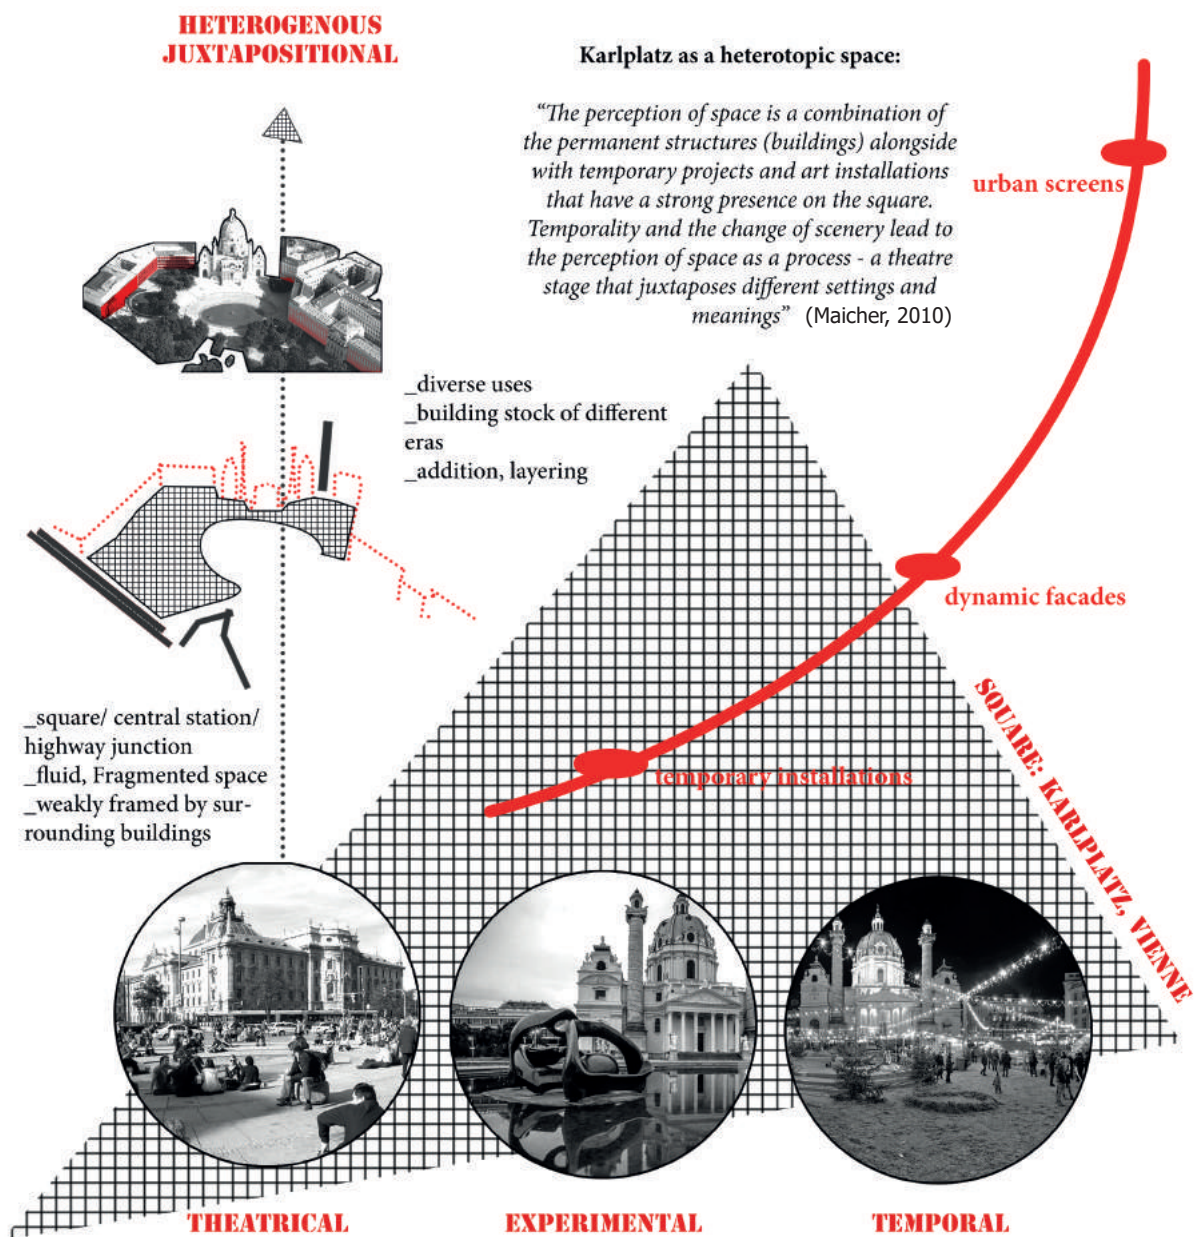 HETEROGENOUS
JUXTAPOSITIONAL
Karlplatz as a heterotopic space:
“The perception of space is a combination of
the permanent structures (buildings) alongside
with temporary projects and art installations
that have a strong presence on the square.
Temporality and the change of scenery lead to
the perception of space as a process - a theatre
stage that juxtaposes different settings and
meanings” (Maicher, 2010)
urban screens
_diverse uses
_building stock of different
eras
_addition, layering
dynamic facades
_square/ central station/
highway junction
_fluid, Fragmented space
_weakly framed by sur-
rounding buildings
temporary installations
SQUARE: KARLPLATZ, VIENNE
THEATRICAL
EXPERIMENTAL
TEMPORAL